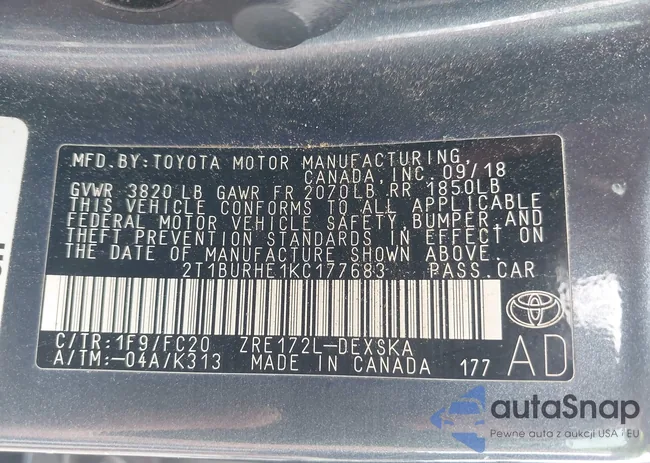 MFD. BY: TOYOTA MOTOR MANUFACTURING,
CANADA, INC. 09/18
GVWR 3820 LB GAWR FR 2070LB, RR 1850LB
THIS VEHICLE CONFORMS TO ALL APPLICABLE
FEDERAL MOTOR VEHICLE SAFETY, BUMPER, AND
THEFT PREVENTION STANDARDS IN EFFECT ON
THE DATE OF MANUFACTURE SHOWN ABOVE.
2T1BURHE1KC177683 PASS.CAR
C/TR: 1F9/FC20 ZRE172L-DEXSKA
A/TM: -04A/K313 MADE IN CANADA 177
AD
autaSnap
Pewne auta z aukcji USA i EU